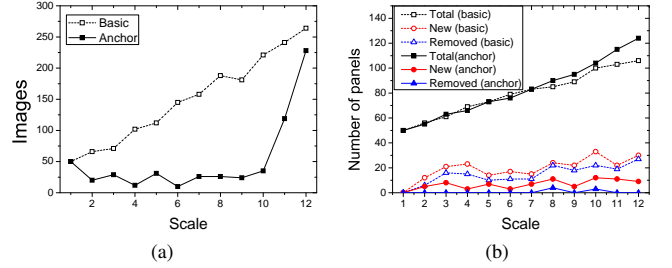 300
250
200
150
100
50
0
Images
Basic
Anchor
2 4 6 8 10 12
Scale
(a)
140
120
100
80
60
40
20
0
Number of panels
Total (basic)
New (basic)
Removed (basic)
Total(anchor)
New (anchor)
Removed (anchor)
1 2 3 4 5 6 7 8 9 10 11 12
Scale
(b)